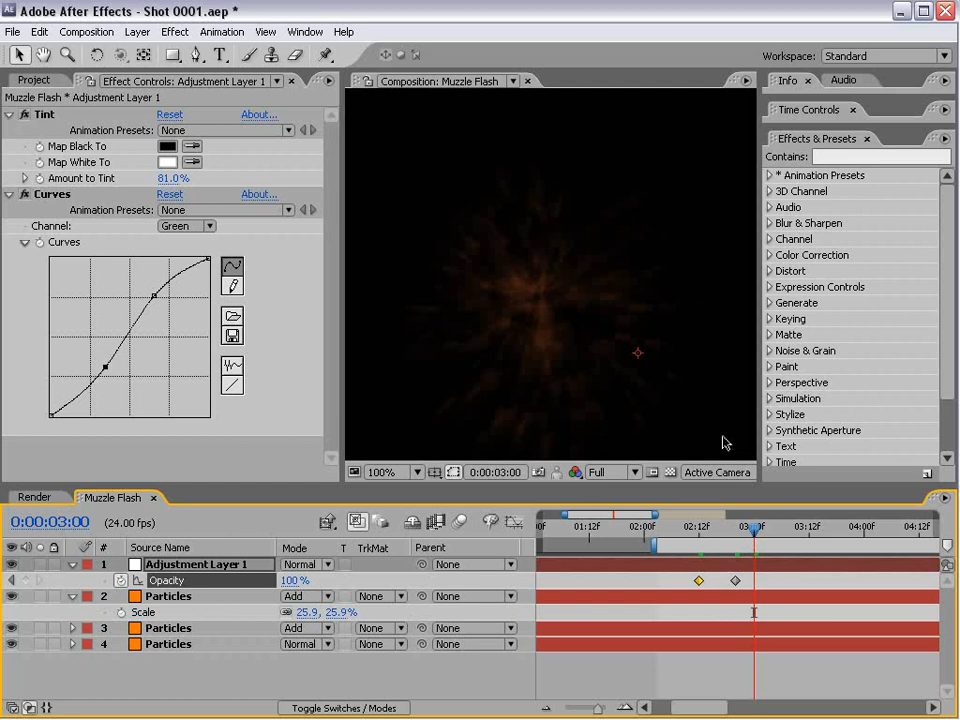 Adobe After Effects - Shot 0001.aep *
File Edit Composition Layer Effect Animation View Window Help
Workspace: Standard
Project Effect Controls: Adjustment Layer 1
Composition: Muzzle Flash
Info Audio
Muzzle Flash * Adjustment Layer 1
Tint Reset About...
Animation Presets: None
Map Black To
Map White To
Amount to Tint 81.0%
Curves Reset About...
Animation Presets: None
Channel: Green
Curves
Time Controls
Effects & Presets
Contains:
* Animation Presets
3D Channel
Audio
Blur & Sharpen
Channel
Color Correction
Distort
Expression Controls
Generate
Keying
Matte
Noise & Grain
Paint
Perspective
Simulation
Stylize
Synthetic Aperture
Text
Time
100% 0:00:03:00 Full Active Camera
Render Muzzle Flash
0:00:03:00 (24.00 fps)
00f 01:12f 02:00f 02:12f 03:00f 03:12f 04:00f 04:12f
# Source Name Mode T TrkMat Parent
1 Adjustment Layer 1 Normal None
Opacity 100%
2 Particles Add None None
Scale 25.9, 25.9%
3 Particles Add None None
4 Particles Normal None None
Toggle Switches / Modes